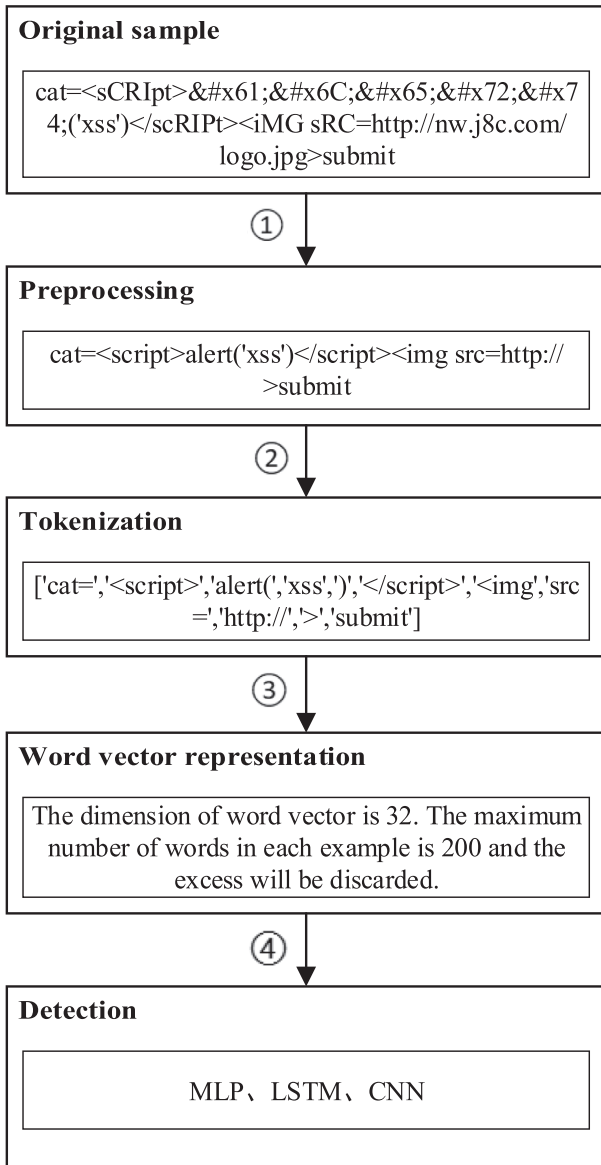 Original sample
cat=<sCRIpt>&#x61;&#x6C;&#x65;&#x72;&#x7
4;('xss')</scRIPt><iMG sRC=http://nw.j8c.com/
logo.jpg>submit
①
Preprocessing
cat=<script>alert('xss')</script><img src=http://
>submit
②
Tokenization
['cat=','<script>','alert(','xss',')','</script>','<img','src
=','http://','>','submit']
③
Word vector representation
The dimension of word vector is 32. The maximum
number of words in each example is 200 and the
excess will be discarded.
④
Detection
MLP、LSTM、CNN